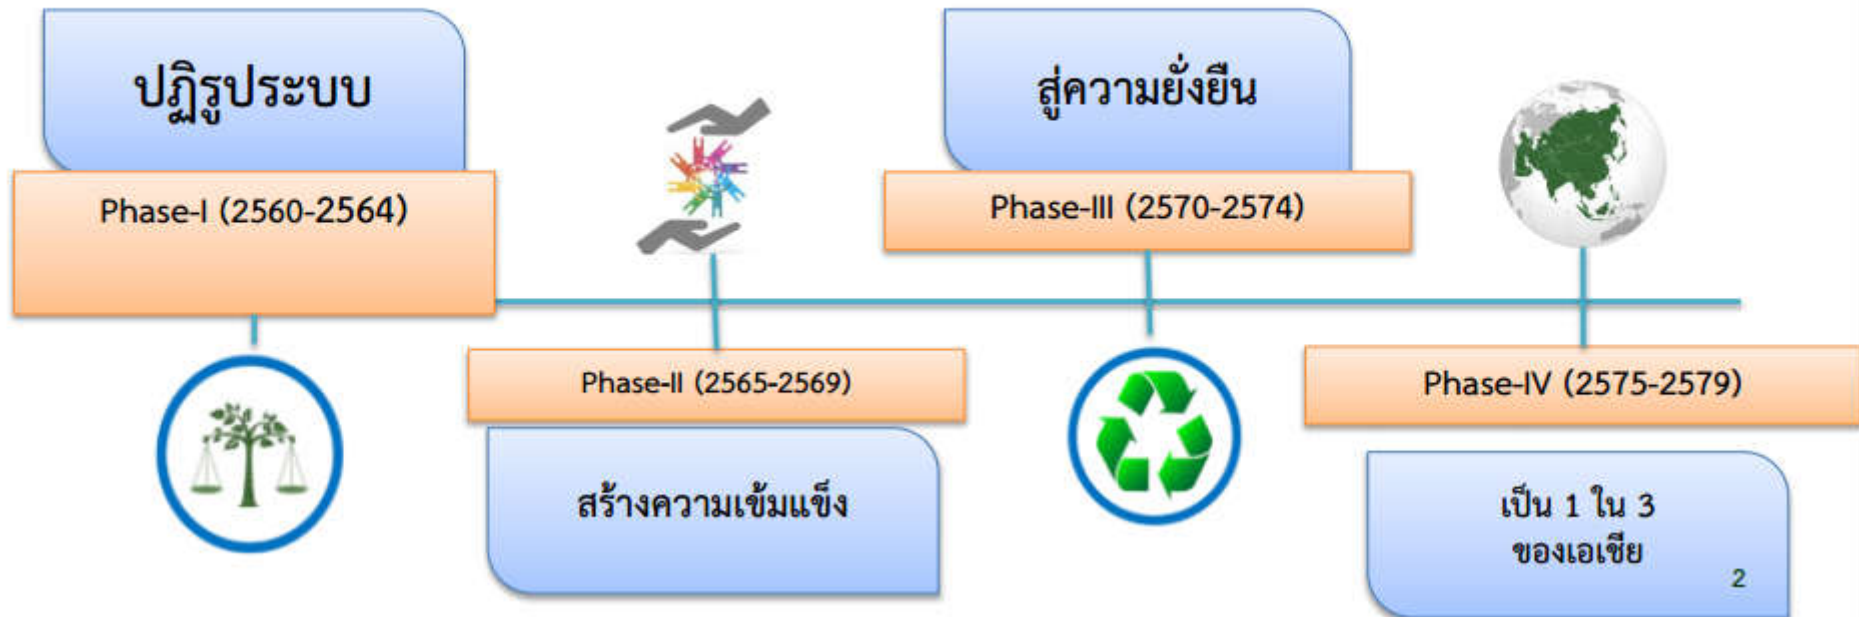 ปฏิรูประบบ
Phase-I (2560-2564)
Phase-II (2565-2569)
สร้างความเข้มแข็ง
สู่ความยั่งยืน
Phase-III (2570-2574)
Phase-IV (2575-2579)
เป็น 1 ใน 3
ของเอเชีย
2